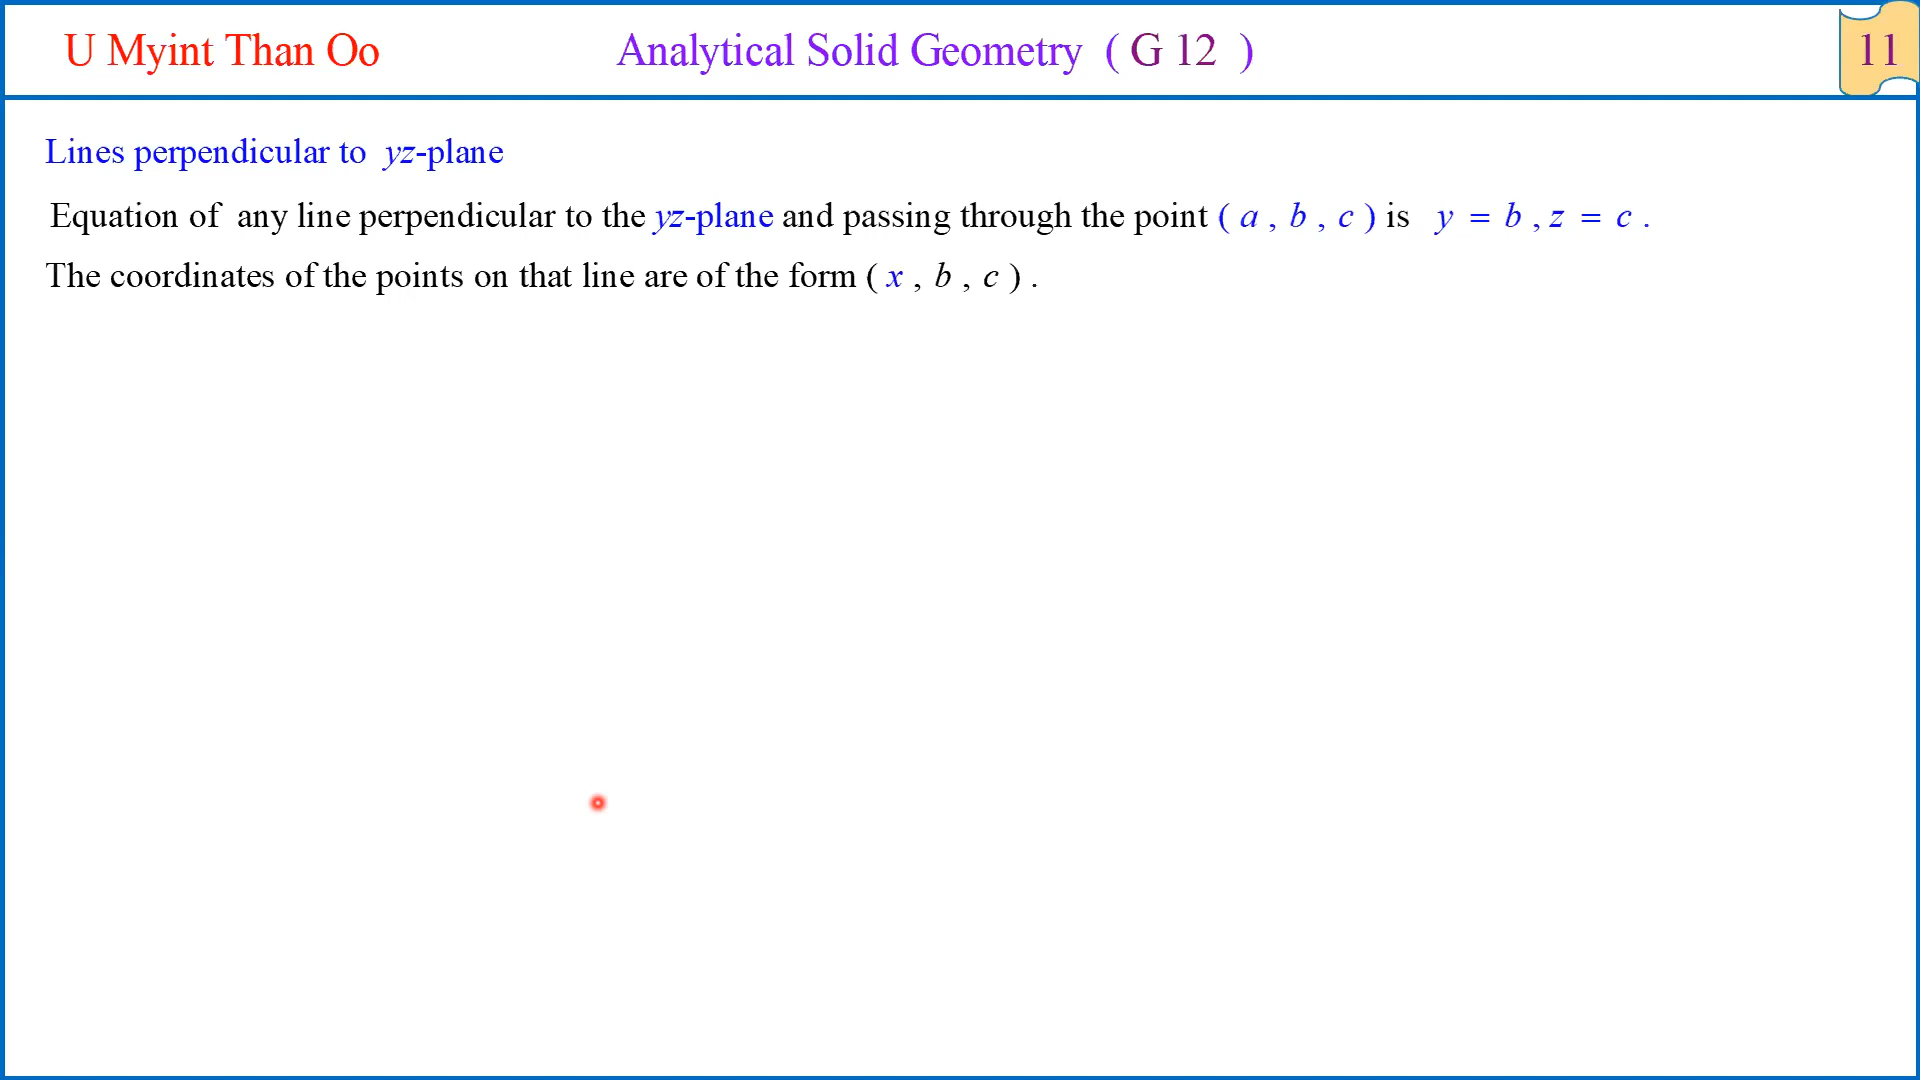 U Myint Than Oo
Analytical Solid Geometry ( G 12 )
11
Lines perpendicular to yz-plane
Equation of any line perpendicular to the yz-plane and passing through the point ( a , b , c ) is y = b , z = c .
The coordinates of the points on that line are of the form ( x , b , c ) .